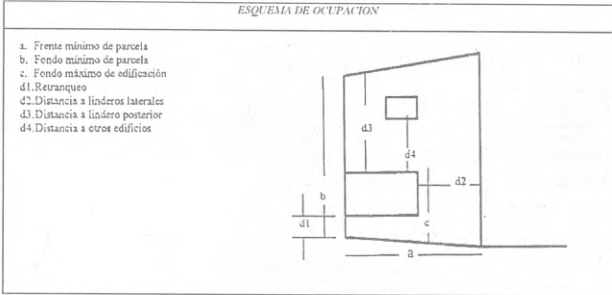 ESQUEMA DE OCUPACION
a. Frente mínimo de parcela
b. Fondo mínimo de parcela
c. Fondo máximo de edificación
d1.Retranqueo
d2.Distancia a linderos laterales
d3.Distancia a lindero posterior
d4.Distancia a otros edificios
d3
d4
d2
b
d1
c
a